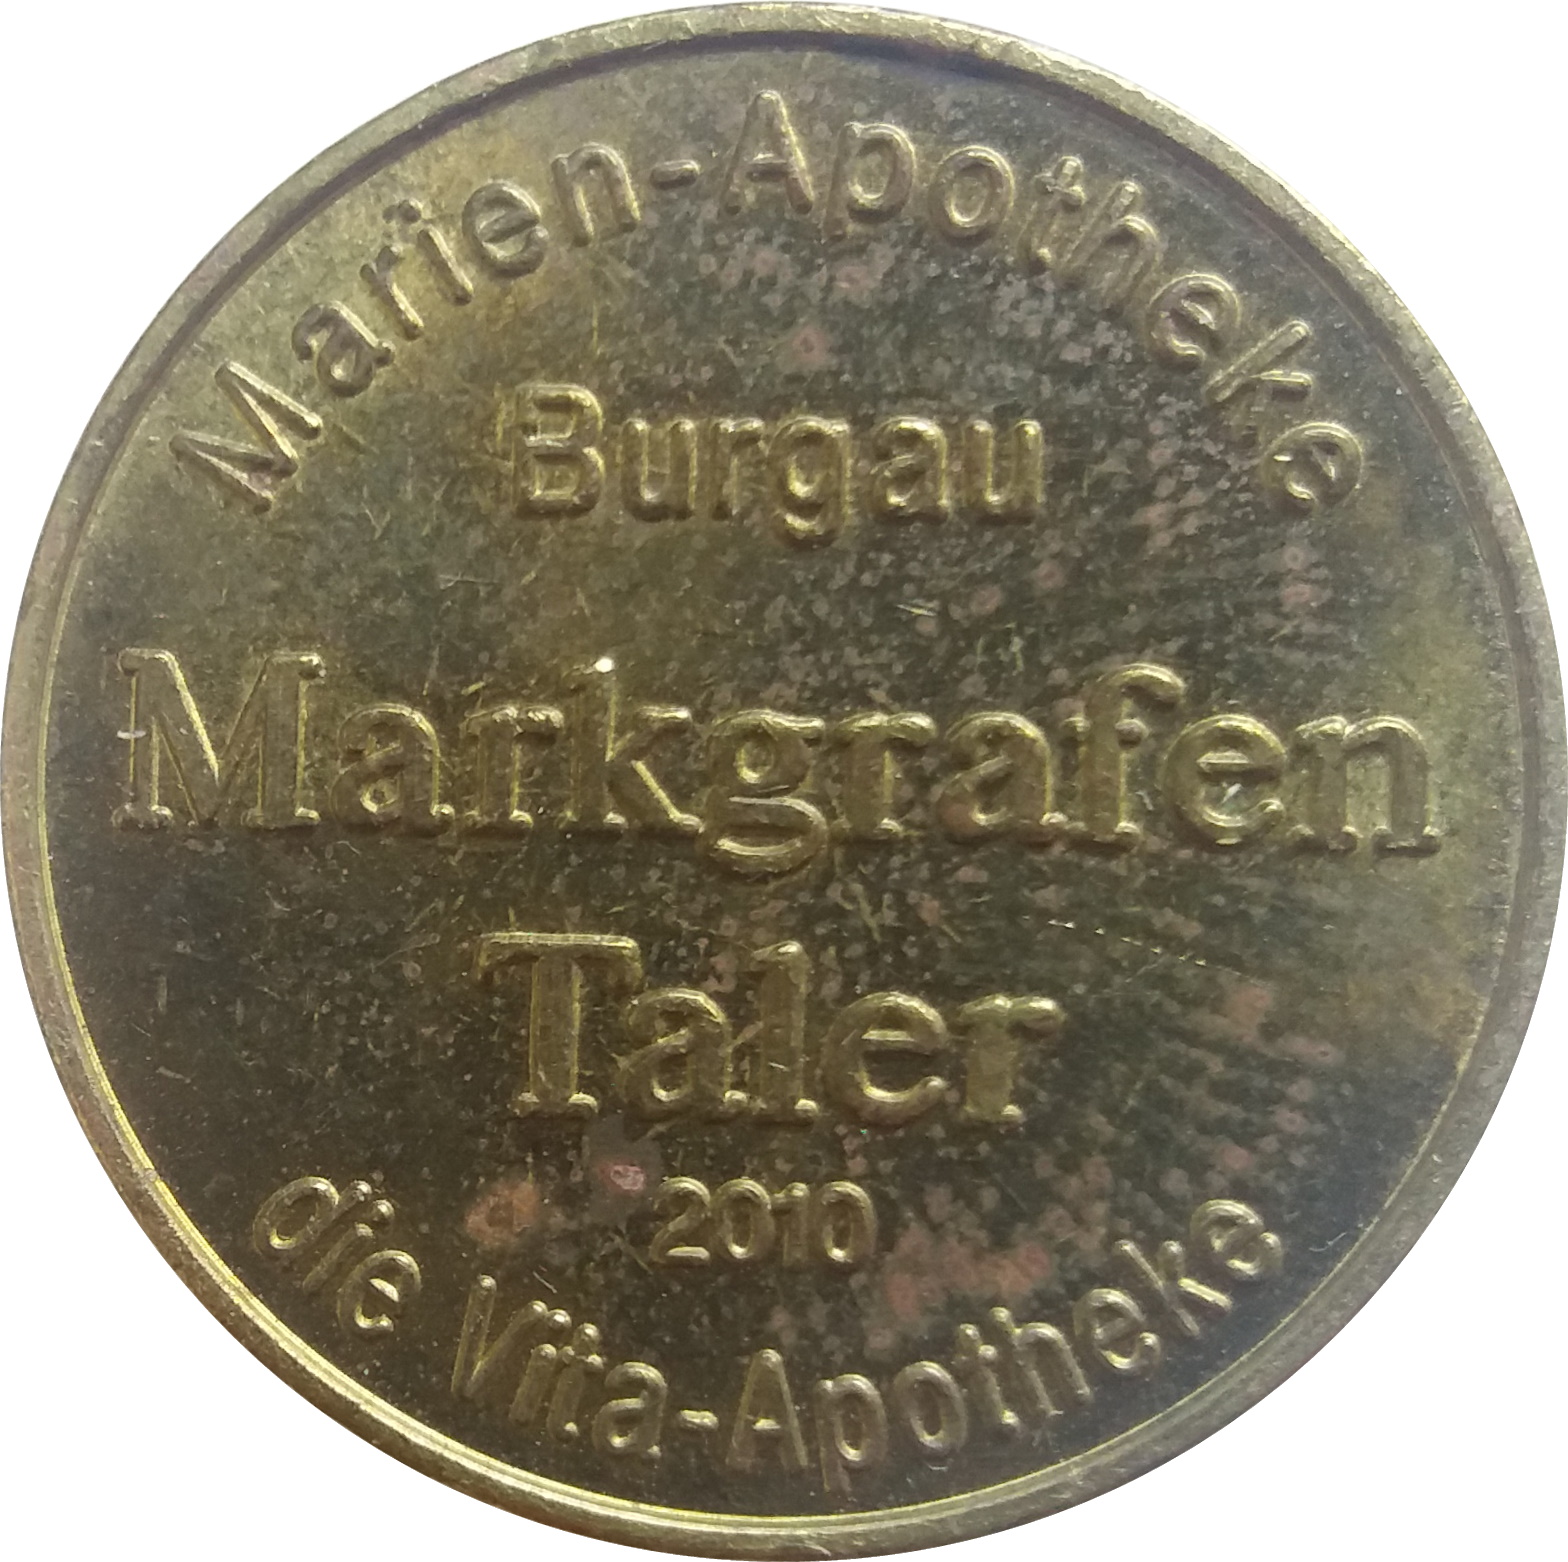 Marien-Apotheke
Burgau
Markgrafen
Taler
2010
die Vita-Apotheke